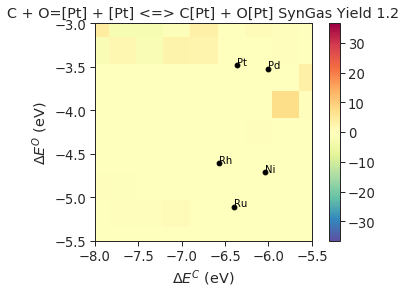 C + O=[Pt] + [Pt] <=> C[Pt] + O[Pt] SynGas Yield 1.2
−3.0
−3.5
−4.0
−4.5
−5.0
−5.5
ΔE^O (eV)
Pt
Pd
Rh
Ni
Ru
−8.0 −7.5 −7.0 −6.5 −6.0 −5.5
ΔE^C (eV)
30
20
10
0
−10
−20
−30